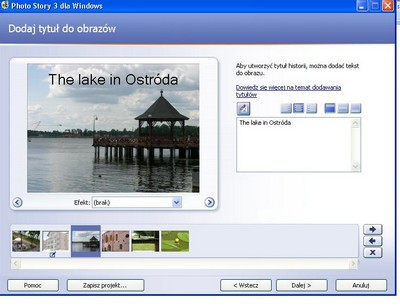 Photo Story 3 dla Windows
Dodaj tytuł do obrazów
The lake in Ostróda
Aby utworzyć tytuł historii, można dodać tekst
do obrazu.
Dowiedz się więcej na temat dodawania
tytułów
The lake in Ostróda
Efekt: (brak)
Pomoc
Zapisz projekt...
< Wstecz
Dalej >
Anuluj